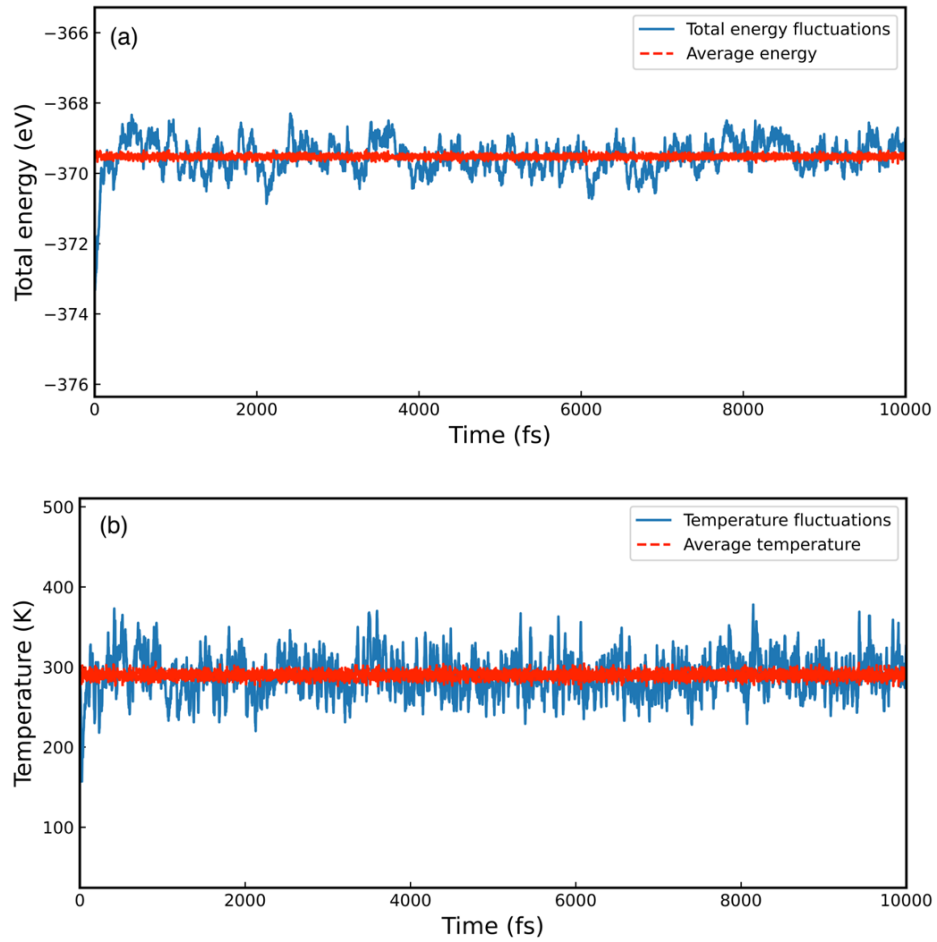 (a)
Total energy fluctuations
Average energy
−366
−368
−370
−372
−374
−376
Total energy (eV)
0 2000 4000 6000 8000 10000
Time (fs)
(b)
Temperature fluctuations
Average temperature
500
400
300
200
100
Temperature (K)
0 2000 4000 6000 8000 10000
Time (fs)